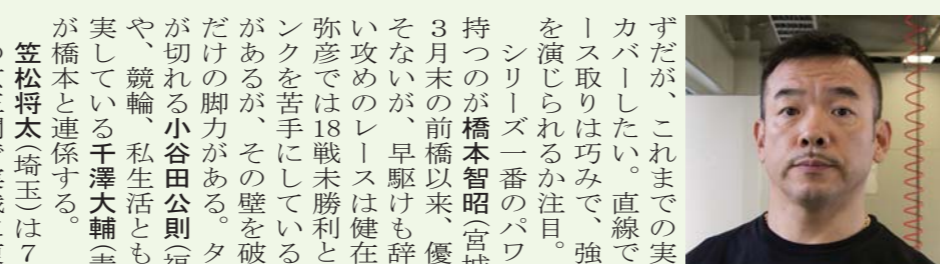 ずだが、これまでの実
カバーしたい。直線で
ース取りは巧みで、強
を演じられるか注目。
シリーズ一番のパワ
持つのが橋本智昭（宮城
３月末の前橋以来、優
そないが、早駆けも辞
い攻めのレースは健在
弥彦では18戦未勝利と
ンクを苦手にしている
があるが、その壁を破
だけの脚力がある。タ
が切れる小谷田公則（
や、競輪、私生活とも
実している千澤大輔（
が橋本と連係する。
笠松将太（埼玉）は７